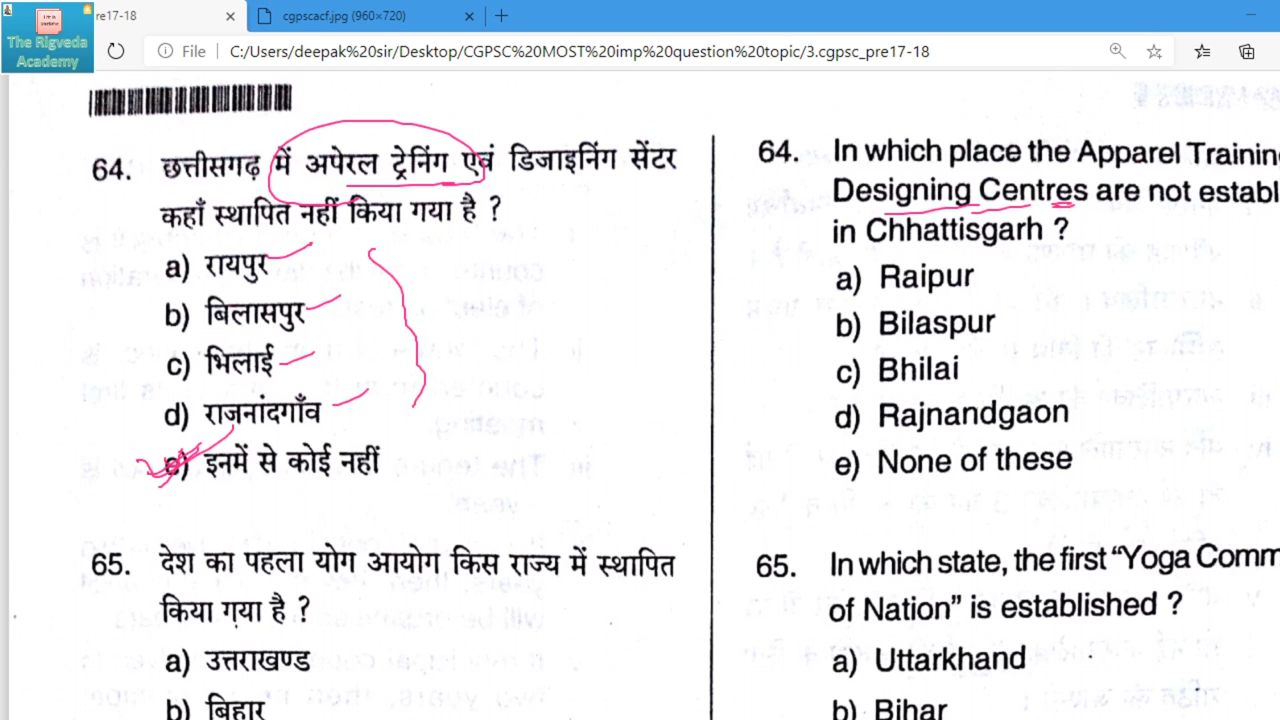 re17-18
cgpscacf.jpg (960×720)
The Rigveda
Academy
File
C:/Users/deepak%20sir/Desktop/CGPSC%20MOST%20imp%20question%20topic/3.cgpsc_pre17-18
64. छत्तीसगढ़ में अपेरल ट्रेनिंग एवं डिजाइनिंग सेंटर
कहाँ स्थापित नहीं किया गया है ?
a) रायपुर
b) बिलासपुर
c) भिलाई
d) राजनांदगाँव
e) इनमें से कोई नहीं
65. देश का पहला योग आयोग किस राज्य में स्थापित
किया गया है ?
a) उत्तराखण्ड
b) बिहार
64. In which place the Apparel Training
Designing Centres are not establ
in Chhattisgarh ?
a) Raipur
b) Bilaspur
c) Bhilai
d) Rajnandgaon
e) None of these
65. In which state, the first “Yoga Comm
of Nation” is established ?
a) Uttarkhand
b) Bihar